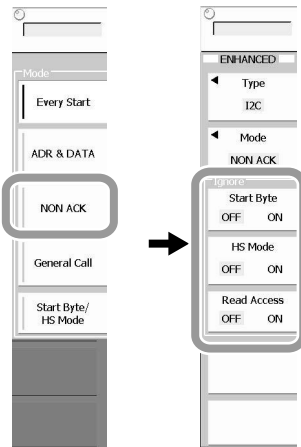 Mode
Every Start
ADR & DATA
NON ACK
General Call
Start Byte/
HS Mode
ENHANCED
Type
I2C
Mode
NON ACK
Ignore
Start Byte
OFF ON
HS Mode
OFF ON
Read Access
OFF ON